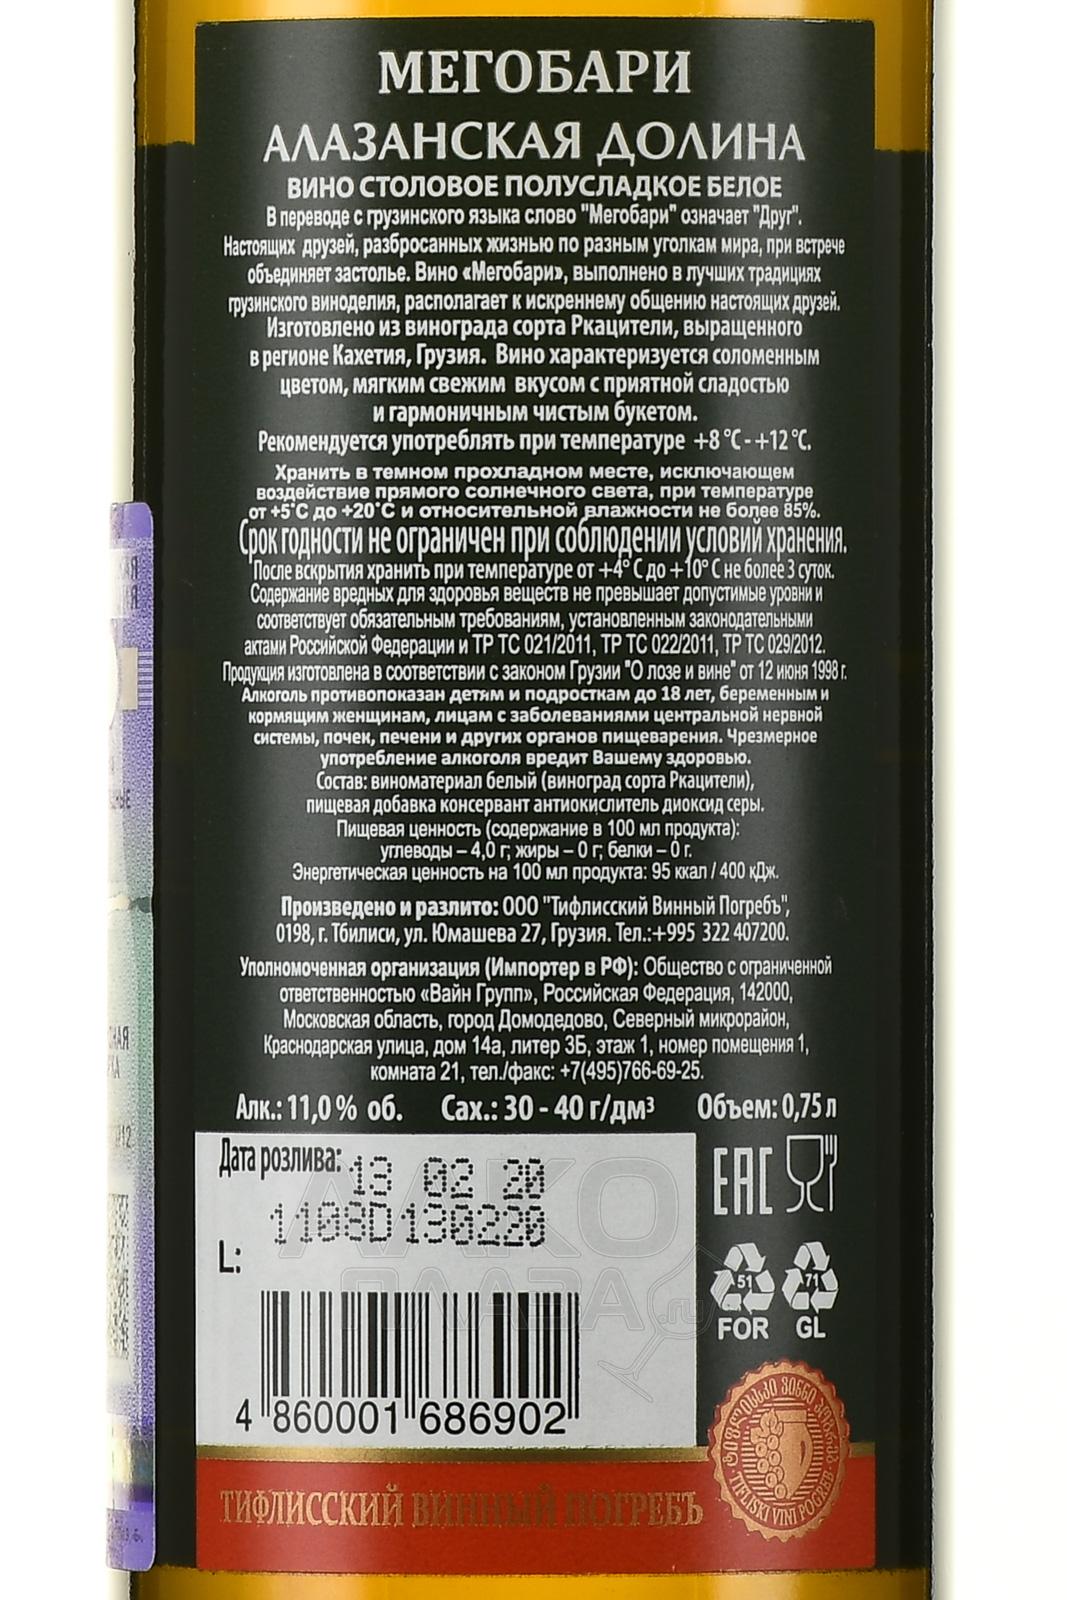 МЕГОБАРИ
АЛАЗАНСКАЯ ДОЛИНА
ВИНО СТОЛОВОЕ ПОЛУСЛАДКОЕ БЕЛОЕ
В переводе с грузинского языка слово "Мегобари" означает "Друг".
Настоящих друзей, разбросанных жизнью по разным уголкам мира, при встрече
объединяет застолье. Вино «Мегобари», выполнено в лучших традициях
грузинского виноделия, располагает к искреннему общению настоящих друзей.
Изготовлено из винограда сорта Ркацители, выращенного
в регионе Кахетия, Грузия. Вино характеризуется соломенным
цветом, мягким свежим вкусом с приятной сладостью
и гармоничным чистым букетом.
Рекомендуется употреблять при температуре +8 °С - +12 °С.
Хранить в темном прохладном месте, исключающем
воздействие прямого солнечного света, при температуре
от +5°С до +20°С и относительной влажности не более 85%.
Срок годности не ограничен при соблюдении условий хранения.
После вскрытия хранить при температуре от +4° С до +10° С не более 3 суток.
Содержание вредных для здоровья веществ не превышает допустимые уровни и
соответствует обязательным требованиям, установленным законодательными
актами Российской Федерации и ТР ТС 021/2011, ТР ТС 022/2011, ТР ТС 029/2012.
Продукция изготовлена в соответствии с законом Грузии "О лозе и вине" от 12 июня 1998 г.
Алкоголь противопоказан детям и подросткам до 18 лет, беременным и
кормящим женщинам, лицам с заболеваниями центральной нервной
системы, почек, печени и других органов пищеварения. Чрезмерное
употребление алкоголя вредит Вашему здоровью.
Состав: виноматериал белый (виноград сорта Ркацители),
пищевая добавка консервант антиокислитель диоксид серы.
Пищевая ценность (содержание в 100 мл продукта):
углеводы – 4,0 г; жиры – 0 г; белки – 0 г.
Энергетическая ценность на 100 мл продукта: 95 ккал / 400 кДж.
Произведено и разлито: ООО "Тифлисский Винный Погребъ",
0198, г. Тбилиси, ул. Юмашева 27, Грузия. Тел.:+995 322 407200.
Уполномоченная организация (Импортер в РФ): Общество с ограниченной
ответственностью «Вайн Групп», Российская Федерация, 142000,
Московская область, город Домодедово, Северный микрорайон,
Краснодарская улица, дом 14а, литер 3Б, этаж 1, номер помещения 1,
комната 21, тел./факс: +7(495)766-69-25.
Алк.: 11,0 % об. Сах.: 30 - 40 г/дм³ Объем: 0,75 л
Дата розлива: 13 02 20
1108D130220
L:
EAC
51 71
FOR GL
АЛКО
ПЛАЗА.ru
4 860001 686902
ТИФЛИССКИЙ ВИННЫЙ ПОГРЕБЪ
TIFLISKI VINI POGREB